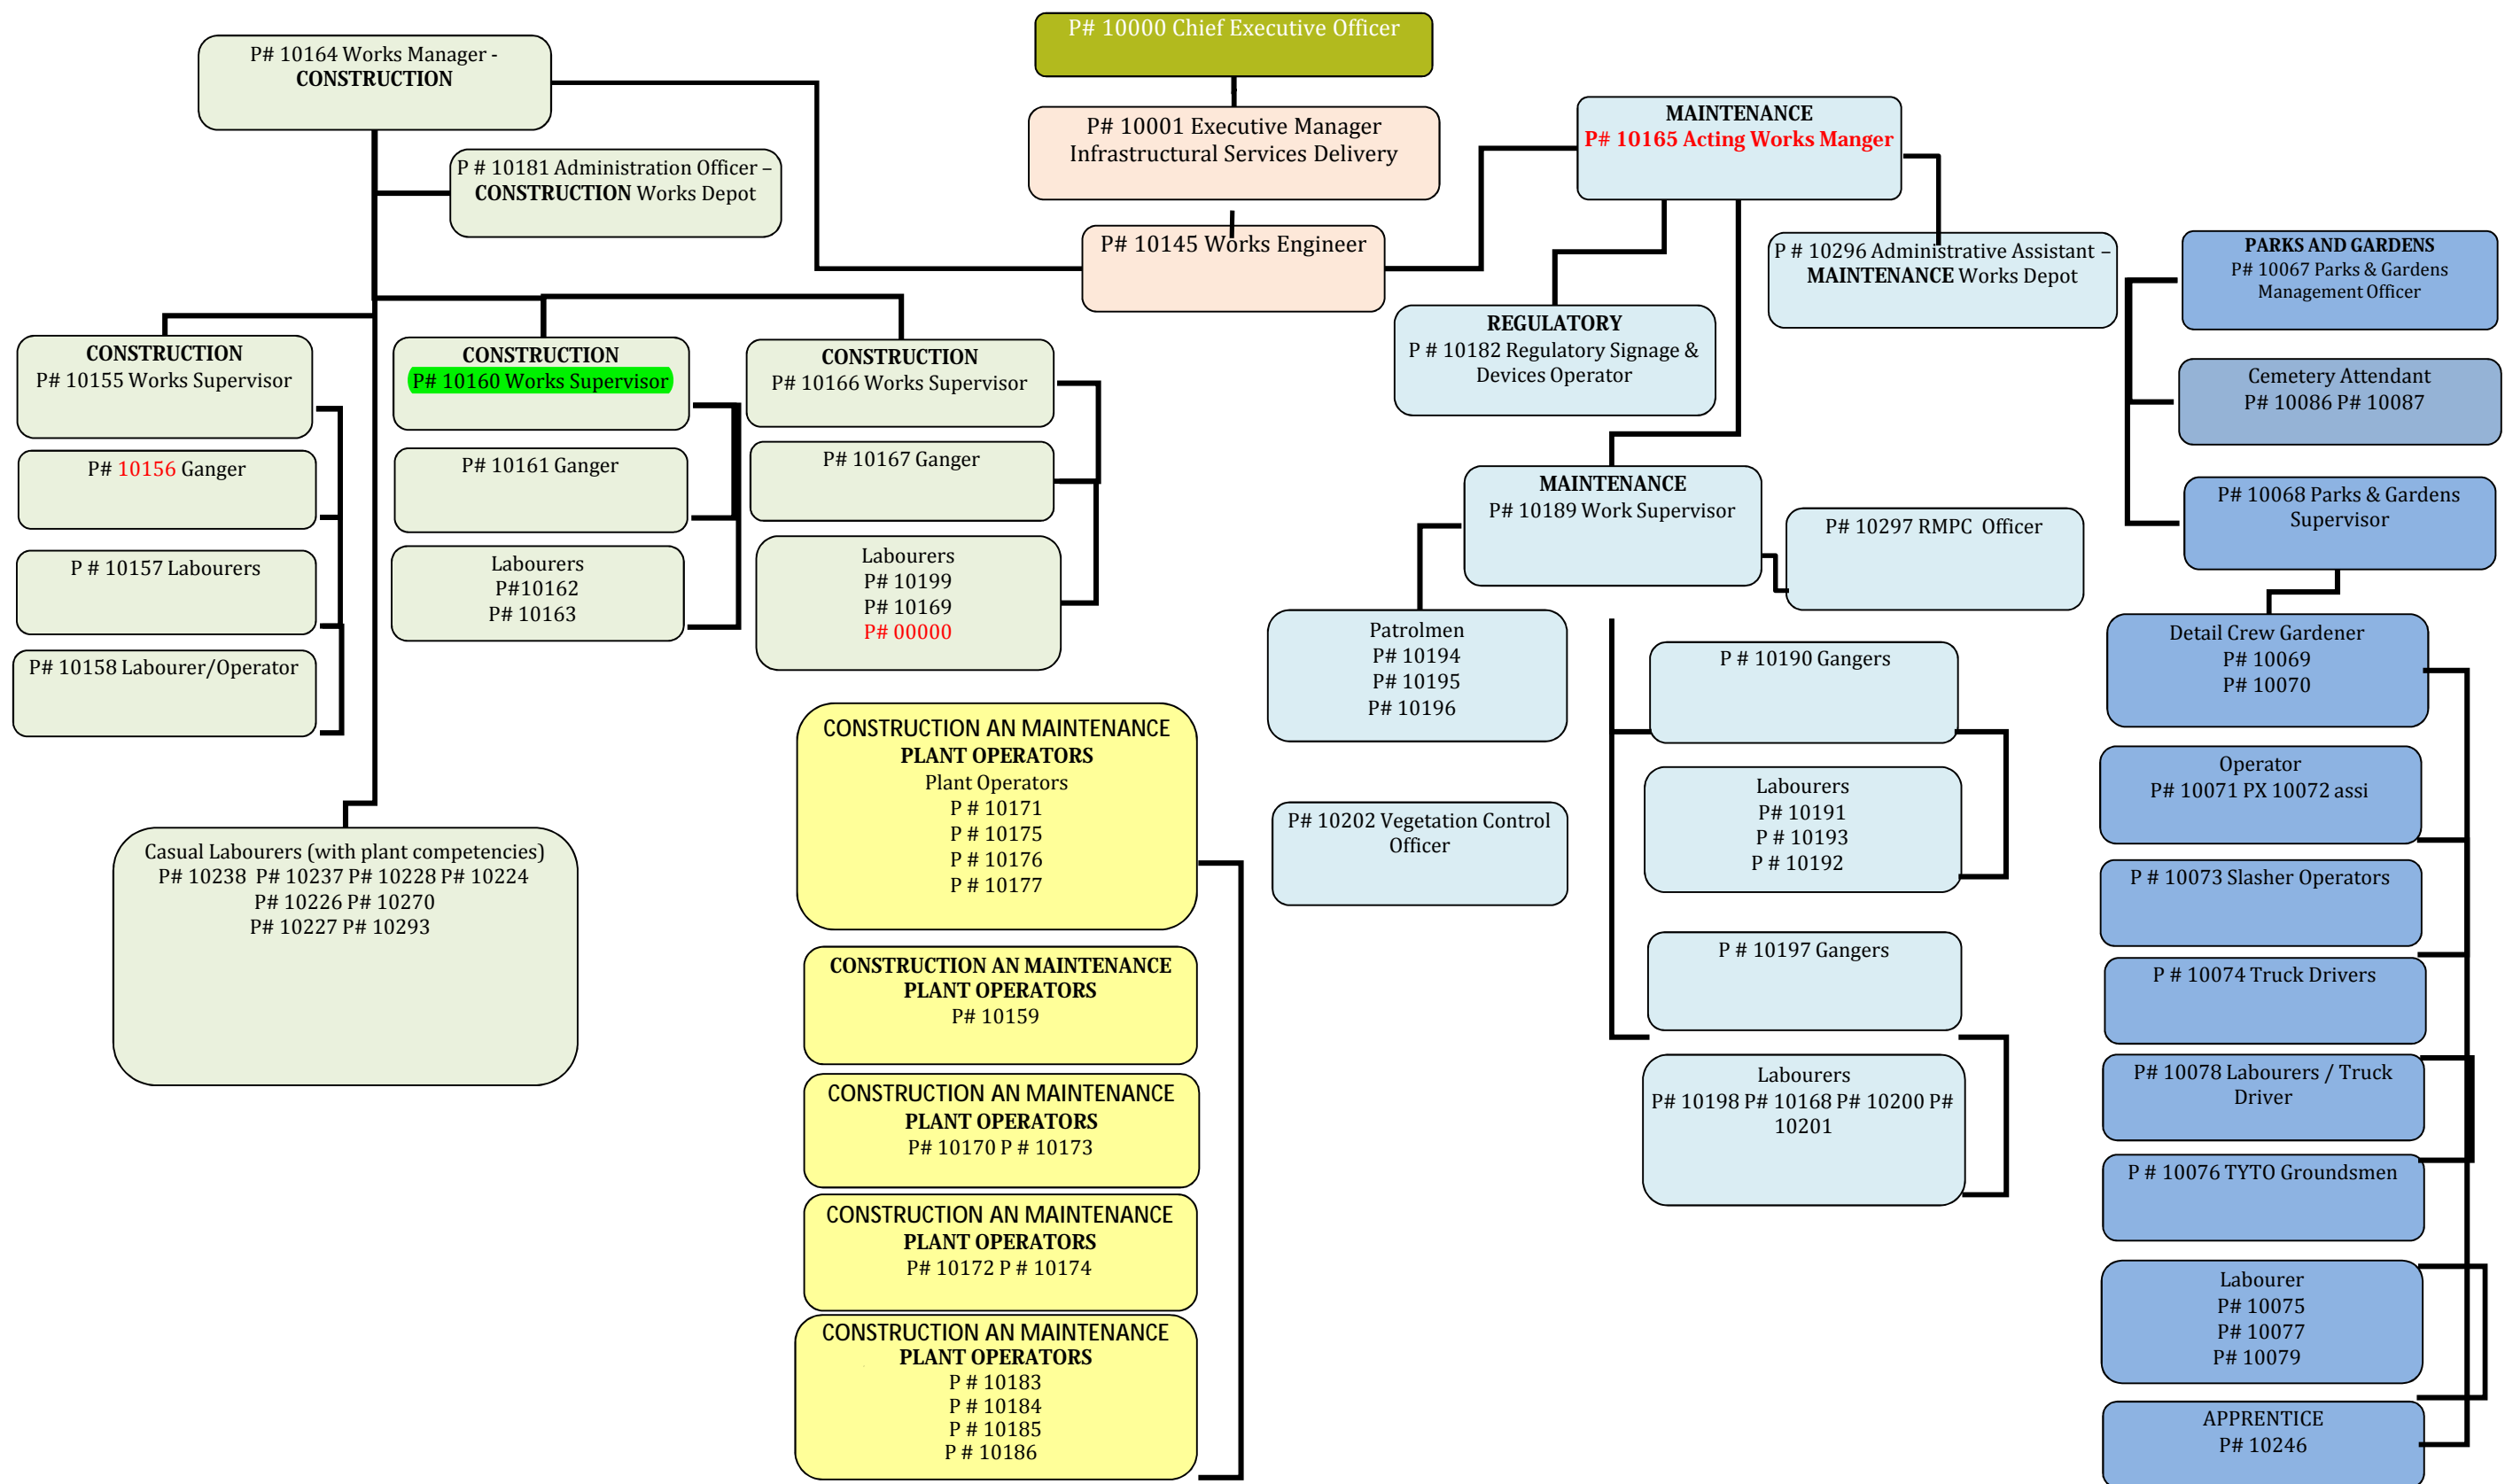 P# 10000 Chief Executive Officer
P# 10164 Works Manager -
CONSTRUCTION
P # 10181 Administration Officer –
CONSTRUCTION Works Depot
P# 10001 Executive Manager
Infrastructural Services Delivery
P# 10145 Works Engineer
MAINTENANCE
P# 10165 Acting Works Manger
P # 10296 Administrative Assistant –
MAINTENANCE Works Depot
PARKS AND GARDENS
P# 10067 Parks & Gardens
Management Officer
REGULATORY
P # 10182 Regulatory Signage &
Devices Operator
Cemetery Attendant
P# 10086 P# 10087
CONSTRUCTION
P# 10155 Works Supervisor
P# 10156 Ganger
P # 10157 Labourers
P# 10158 Labourer/Operator
CONSTRUCTION
P# 10160 Works Supervisor
P# 10161 Ganger
Labourers
P#10162
P# 10163
CONSTRUCTION
P# 10166 Works Supervisor
P# 10167 Ganger
Labourers
P# 10199
P# 10169
P# 00000
Casual Labourers (with plant competencies)
P# 10238 P# 10237 P# 10228 P# 10224
P# 10226 P# 10270
P# 10227 P# 10293
CONSTRUCTION AN MAINTENANCE
PLANT OPERATORS
Plant Operators
P # 10171
P # 10175
P # 10176
P # 10177
CONSTRUCTION AN MAINTENANCE
PLANT OPERATORS
P# 10159
CONSTRUCTION AN MAINTENANCE
PLANT OPERATORS
P# 10170 P # 10173
CONSTRUCTION AN MAINTENANCE
PLANT OPERATORS
P# 10172 P # 10174
CONSTRUCTION AN MAINTENANCE
PLANT OPERATORS
P # 10183
P # 10184
P # 10185
P # 10186
MAINTENANCE
P# 10189 Work Supervisor
P# 10297 RMPC Officer
Patrolmen
P# 10194
P# 10195
P# 10196
P# 10202 Vegetation Control
Officer
P # 10190 Gangers
Labourers
P# 10191
P # 10193
P # 10192
P # 10197 Gangers
Labourers
P# 10198 P# 10168 P# 10200 P#
10201
P# 10068 Parks & Gardens
Supervisor
Detail Crew Gardener
P# 10069
P# 10070
Operator
P# 10071 PX 10072 assi
P # 10073 Slasher Operators
P # 10074 Truck Drivers
P# 10078 Labourers / Truck
Driver
P # 10076 TYTO Groundsmen
Labourer
P# 10075
P# 10077
P# 10079
APPRENTICE
P# 10246